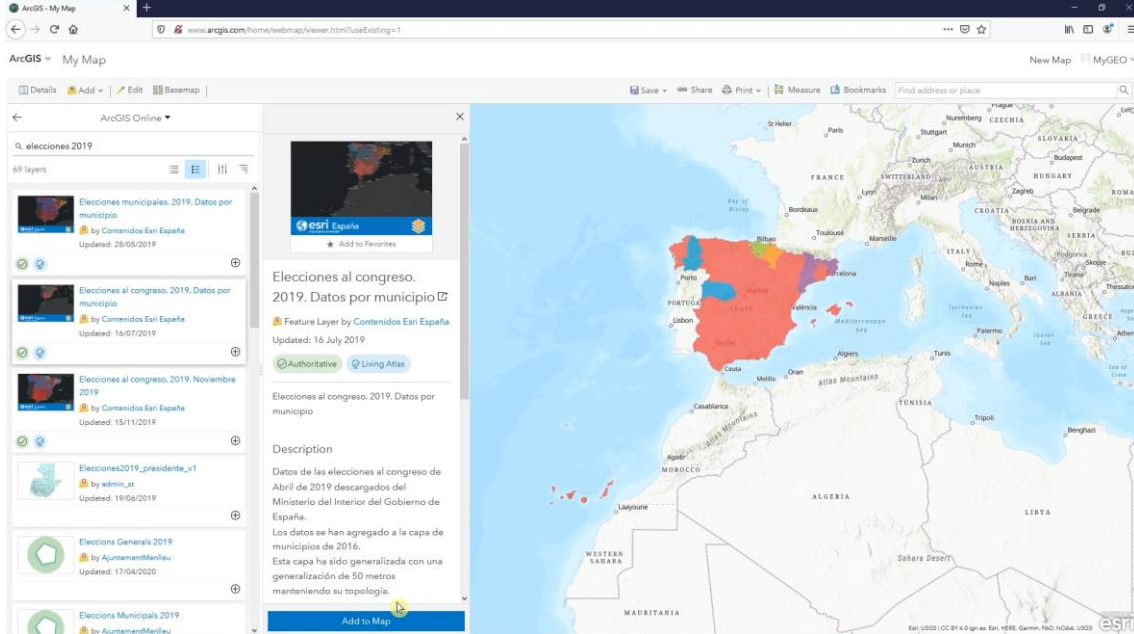 ArcGIS - My Map
www.arcgis.com/home/webmap/viewer.html?useExisting=1
ArcGIS My Map
New Map MyGEO
Details Add Edit Basemap
Save Share Print Measure Bookmarks Find address or place
ArcGIS Online
elecciones 2019
69 layers
Elecciones municipales. 2019. Datos por
municipio
by Contenidos Esri España
Updated: 28/05/2019
Elecciones al congreso. 2019. Datos por
municipio
by Contenidos Esri España
Updated: 16/07/2019
Elecciones al congreso. 2019. Noviembre
2019
by Contenidos Esri España
Updated: 15/11/2019
Elecciones2019_presidente_v1
by admin_st
Updated: 19/06/2019
Eleccions Generals 2019
by AjuntamentManlleu
Updated: 17/04/2020
Eleccions Municipals 2019
by AjuntamentManlleu
esri España
Add to Favorites
Elecciones al congreso.
2019. Datos por municipio
Feature Layer by Contenidos Esri España
Updated: 16 July 2019
Authoritative Living Atlas
Elecciones al congreso. 2019. Datos por
municipio
Description
Datos de las elecciones al congreso de
Abril de 2019 descargados del
Ministerio del Interior del Gobierno de
España.
Los datos se han agregado a la capa de
municipios de 2016.
Esta capa ha sido generalizada con una
generalización de 50 metros
manteniendo su topología.
Add to Map
Prague
Nuremberg CZECHIA
St Helier
Paris
Stuttgart
SLOVAKIA
Munich
Budapest
Zurich
AUSTRIA
FRANCE
SWITZERLAND
HUNGARY
Lyon
Milan
Zagreb
CROATIA
Belgrade
Bay of
Biscay
Bordeaux
BOSNIA AND
HERZEGOVINA
SERBIA
Toulouse
Marseille
Bilbao
ITALY
Podgorica
Skopje
Rome
Tirana
Porto
Barcelona
Bari
Naples
ALBANIA
Madrid
PORTUGAL
SPAIN
València
Tyrrhenian
Sea
GREECE
Lisbon
Mediterranean
Sea
Palermo
Ionian
Sea
Sevilla
Algiers
Tunis
Ceuta
Melilla
Oran
Atlas Mountains
Casablanca
TUNISIA
Atlas Mountains
Tripoli
Benghazi
Agadir
MOROCCO
Laayoune
ALGERIA
LIBYA
WESTERN
SAHARA
Sahara Desert
MAURITANIA
Esri, USGS | CC BY 4.0 ign.es, Esri, HERE, Garmin, FAO, NOAA, USGS
esri